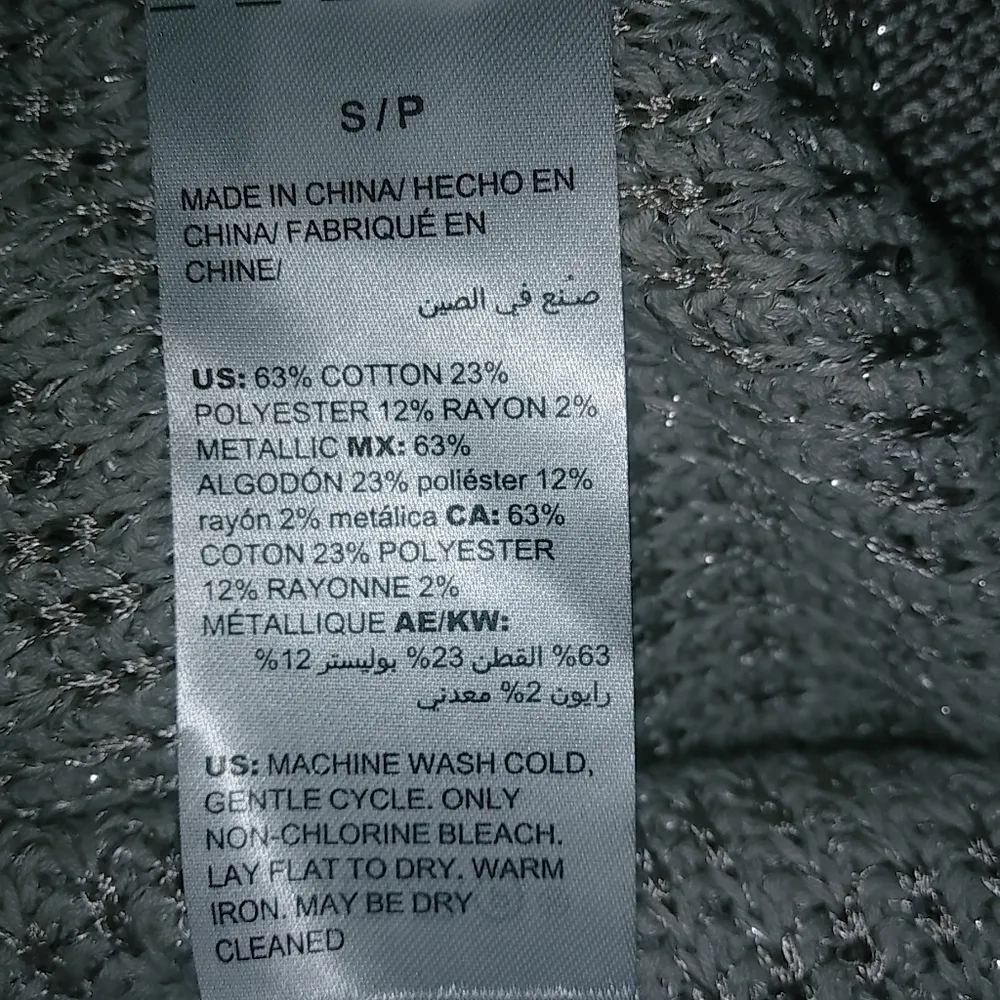 S/P
MADE IN CHINA/ HECHO EN
CHINA/ FABRIQUÉ EN
CHINE/
صنع في الصين
US: 63% COTTON 23%
POLYESTER 12% RAYON 2%
METALLIC MX: 63%
ALGODÓN 23% poliéster 12%
rayón 2% metálica CA: 63%
COTON 23% POLYESTER
12% RAYONNE 2%
MÉTALLIQUE AE/KW:
63% القطن 23% بوليستر 12%
رايون 2% معدني
US: MACHINE WASH COLD,
GENTLE CYCLE. ONLY
NON-CHLORINE BLEACH.
LAY FLAT TO DRY. WARM
IRON. MAY BE DRY
CLEANED